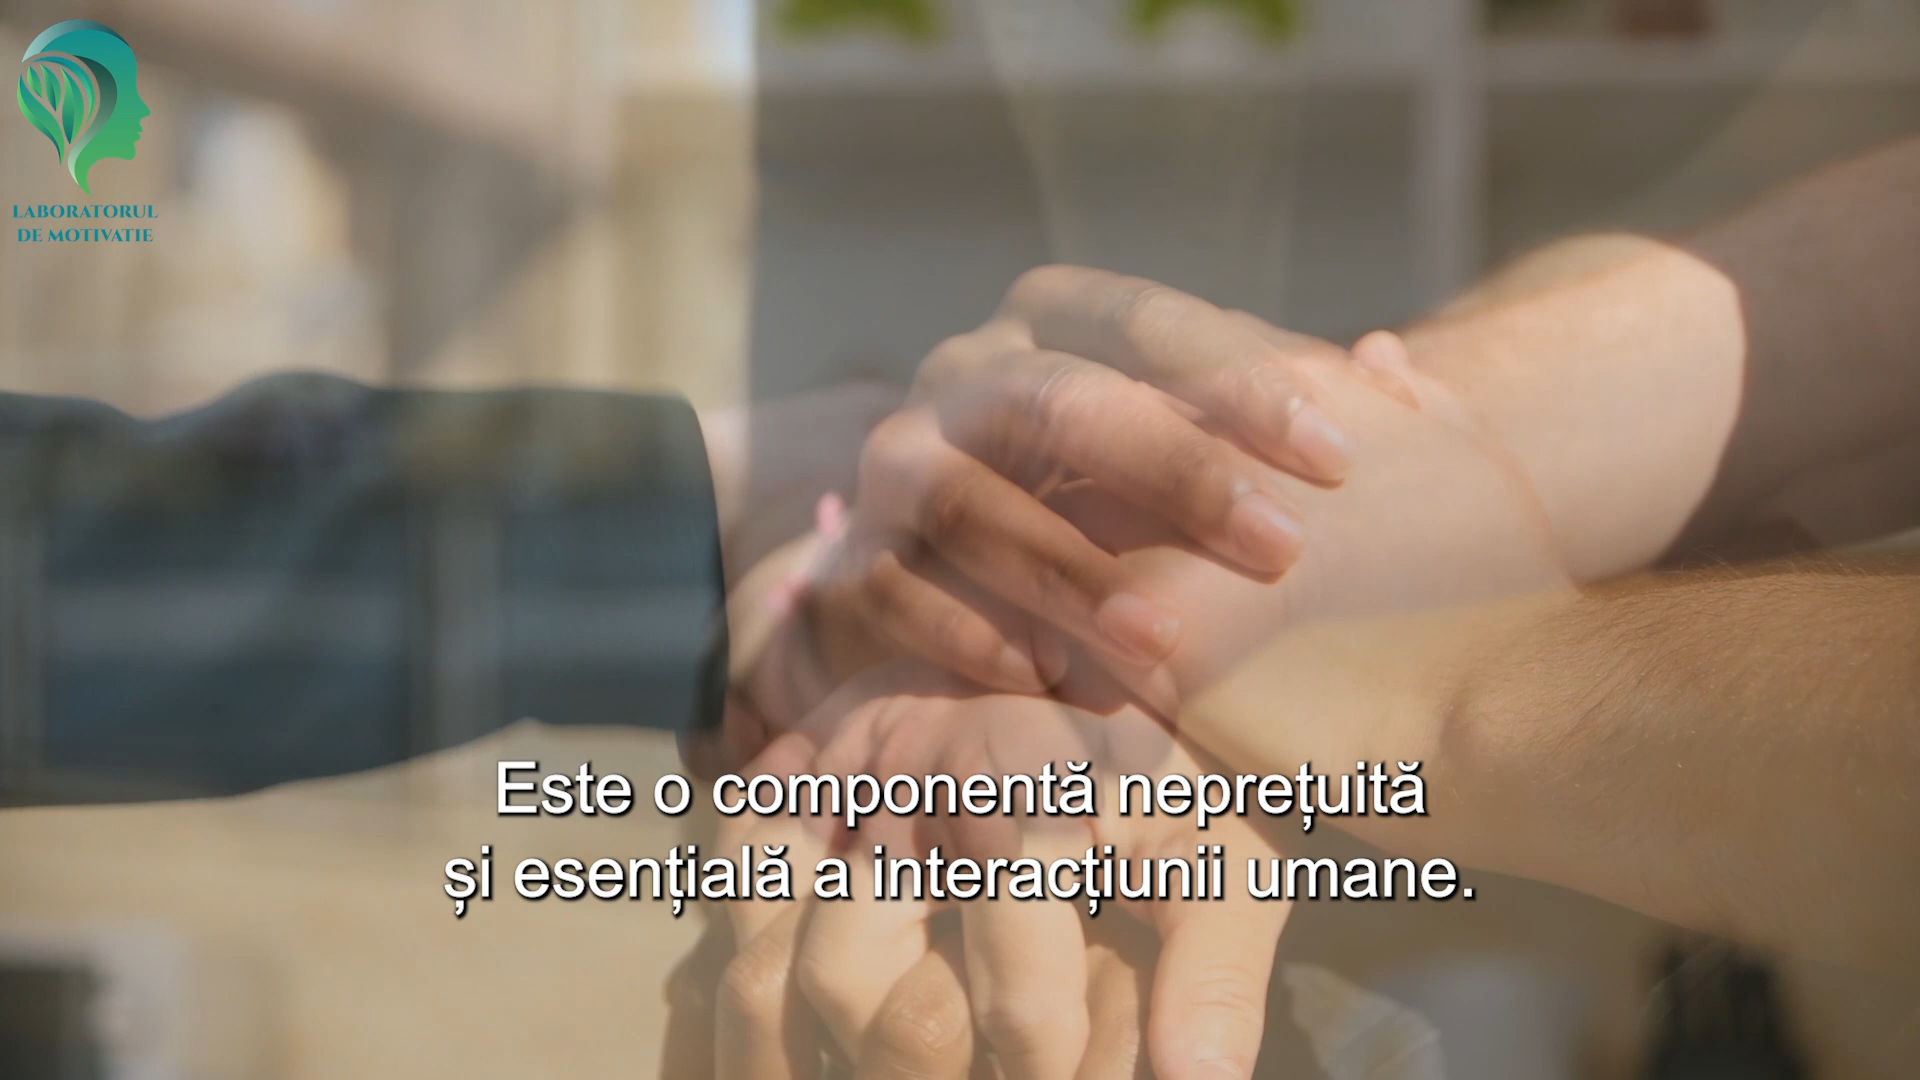 LABORATORUL
DE MOTIVATIE
Este o componentă neprețuită
și esențială a interacțiunii umane.